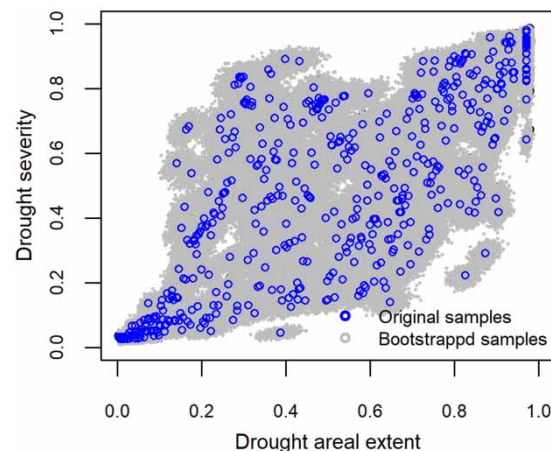 1.0
0.8
0.6
0.4
0.2
0.0
Drought severity
Original samples
Bootstrappd samples
0.0 0.2 0.4 0.6 0.8 1.0
Drought areal extent